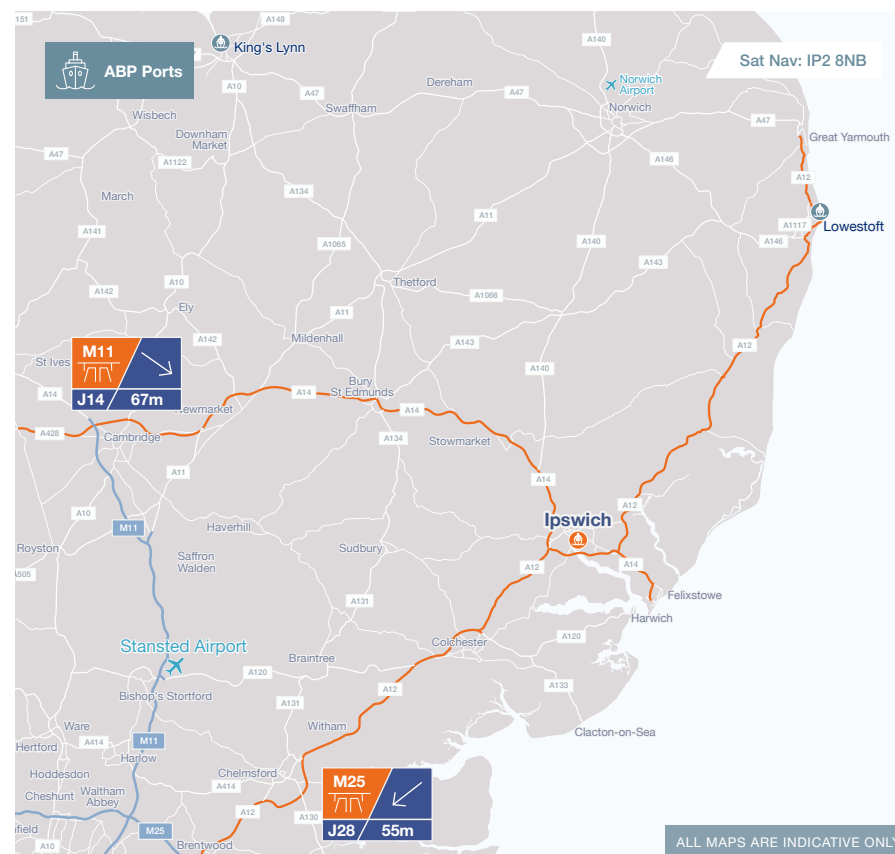 A151
A148
King's Lynn
ABP Ports
A140
Sat Nav: IP2 8NB
A10
A47
Dereham
A47
Norwich
Airport
Swaffham
Norwich
Wisbech
A47
Great Yarmouth
Downham
Market
A47
A1122
A146
A12
March
A134
A11
A1117
Lowestoft
A141
A1065
A140
A146
A143
A10
Thetford
A142
A1066
Ely
A11
A142
Mildenhall
A143
A12
St Ives
M11
J14
67m
A140
A14
Bury
St Edmunds
A14
Newmarket
A14
A428
Cambridge
A134
Stowmarket
A11
A14
A10
A12
M11
Haverhill
Ipswich
Royston
Sudbury
Saffron
Walden
A12
A14
A505
Felixstowe
A131
Harwich
Stansted Airport
Colchester
A120
Braintree
A120
A133
Bishop's Stortford
A12
A131
Ware
Witham
Clacton-on-Sea
Hertford
A414
M11
Harlow
Hoddesdon
Chelmsford
M25
J28
55m
A414
Cheshunt
Waltham
Abbey
A12
A130
nfield
M25
A10
Brentwood
ALL MAPS ARE INDICATIVE ONLY